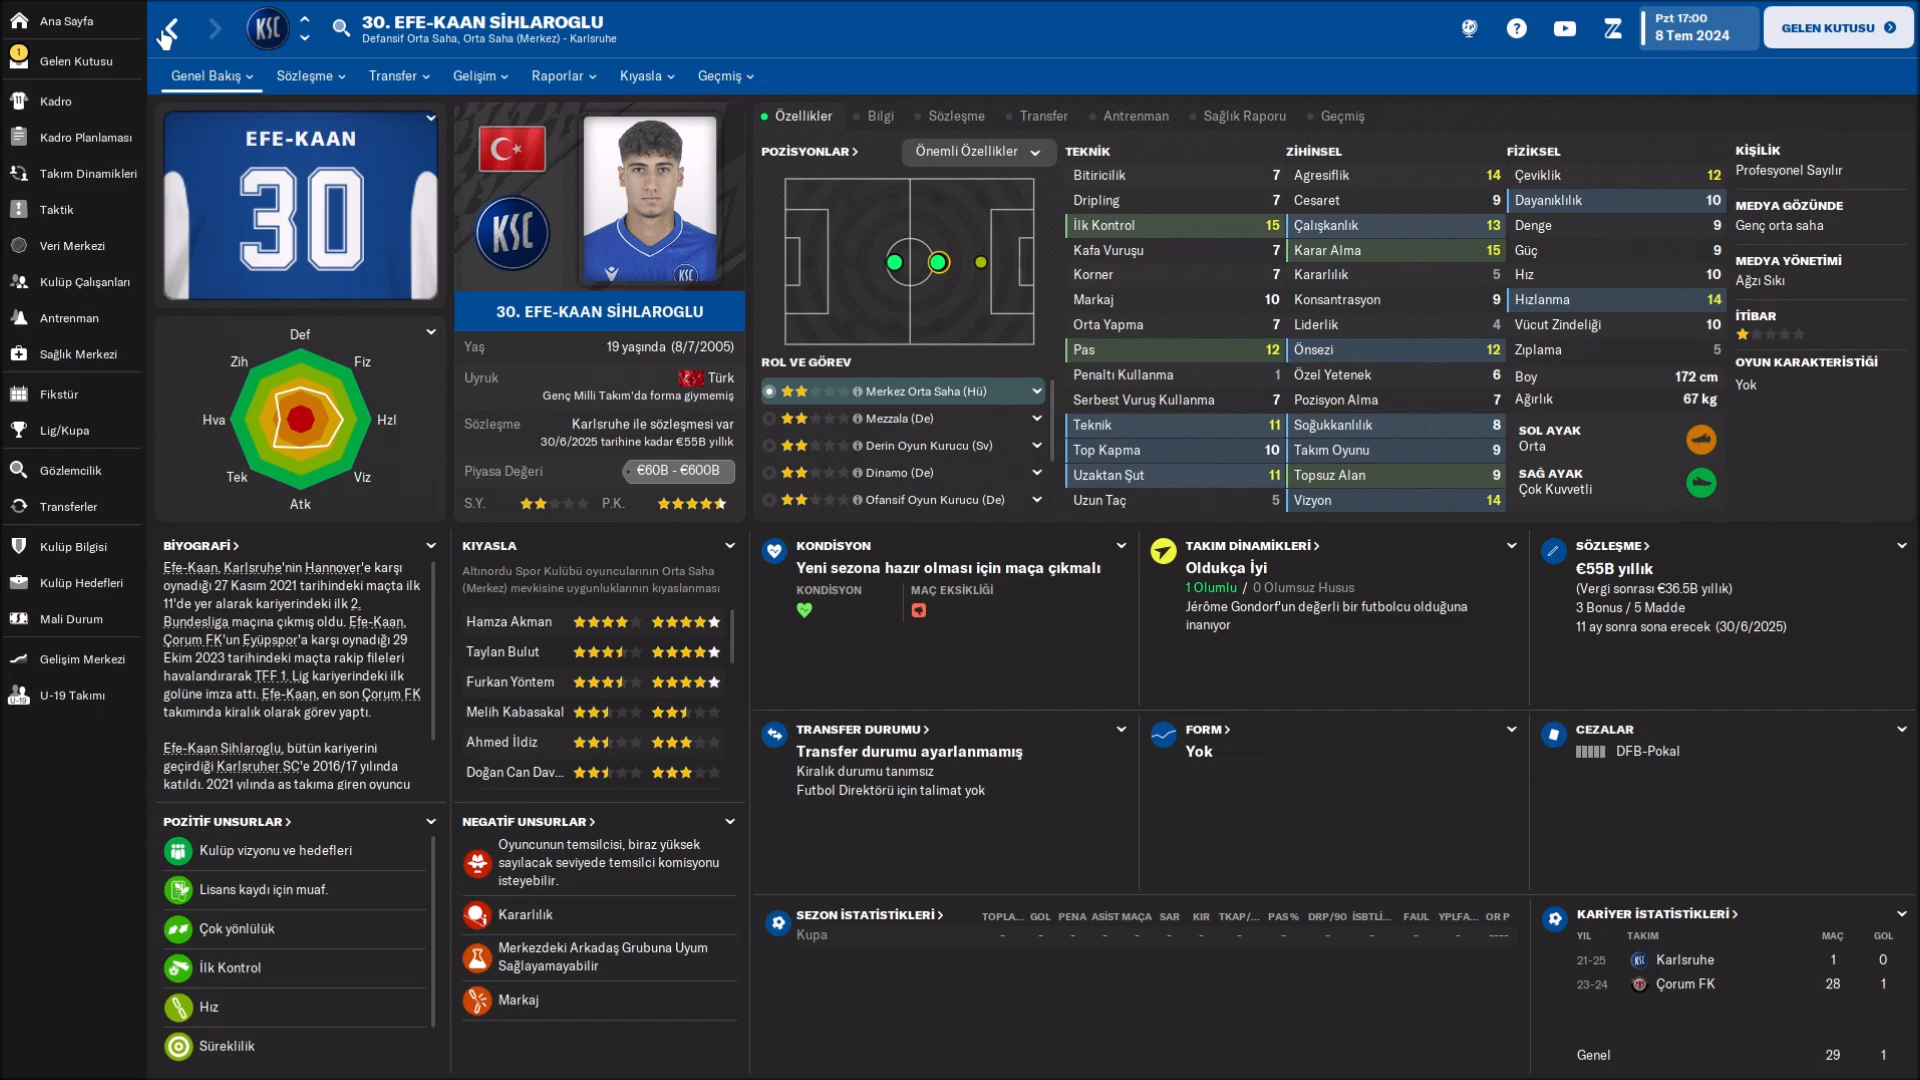 Ana Sayfa
1
Gelen Kutusu
Kadro
Kadro Planlaması
Takım Dinamikleri
Taktik
Veri Merkezi
Kulüp Çalışanları
Antrenman
Sağlık Merkezi
Fikstür
Lig/Kupa
Gözlemcilik
Transferler
Kulüp Bilgisi
Kulüp Hedefleri
Mali Durum
Gelişim Merkezi
U-19 Takımı
KSC
30. EFE-KAAN SİHLAROGLU
Defansif Orta Saha, Orta Saha (Merkez) - Karlsruhe
Pzt 17:00
8 Tem 2024
GELEN KUTUSU
Genel Bakış
Sözleşme
Transfer
Gelişim
Raporlar
Kıyasla
Geçmiş
EFE-KAAN
30
Def
Fiz
Hzl
Viz
Atk
Tek
Hva
Zih
KSC
KSC
30. EFE-KAAN SİHLAROGLU
Yaş 19 yaşında (8/7/2005)
Uyruk Türk
Genç Milli Takım'da forma giymemiş
Sözleşme Karlsruhe ile sözleşmesi var
30/6/2025 tarihine kadar €55B yıllık
Piyasa Değeri €60B - €600B
S.Y. P.K.
Özellikler Bilgi Sözleşme Transfer Antrenman Sağlık Raporu Geçmiş
POZİSYONLAR
Önemli Özellikler
ROL VE GÖREV
Merkez Orta Saha (Hü)
Mezzala (De)
Derin Oyun Kurucu (Sv)
Dinamo (De)
Ofansif Oyun Kurucu (De)
TEKNİK
Bitiricilik 7
Dripling 7
İlk Kontrol 15
Kafa Vuruşu 7
Korner 7
Markaj 10
Orta Yapma 7
Pas 12
Penaltı Kullanma 1
Serbest Vuruş Kullanma 7
Teknik 11
Top Kapma 10
Uzaktan Şut 11
Uzun Taç 5
ZİHİNSEL
Agresiflik 14
Cesaret 9
Çalışkanlık 13
Karar Alma 15
Kararlılık 5
Konsantrasyon 9
Liderlik 4
Önsezi 12
Özel Yetenek 6
Pozisyon Alma 7
Soğukkanlılık 8
Takım Oyunu 9
Topsuz Alan 9
Vizyon 14
FİZİKSEL
Çeviklik 12
Dayanıklılık 10
Denge 9
Güç 9
Hız 10
Hızlanma 14
Vücut Zindeliği 10
Zıplama 5
Boy 172 cm
Ağırlık 67 kg
SOL AYAK
Orta
SAĞ AYAK
Çok Kuvvetli
KİŞİLİK
Profesyonel Sayılır
MEDYA GÖZÜNDE
Genç orta saha
MEDYA YÖNETİMİ
Ağzı Sıkı
İTİBAR
OYUN KARAKTERİSTİĞİ
Yok
BİYOGRAFİ
Efe-Kaan, Karlsruhe'nin Hannover'e karşı
oynadığı 27 Kasım 2021 tarihindeki maçta ilk
11'de yer alarak kariyerindeki ilk 2.
Bundesliga maçına çıkmış oldu. Efe-Kaan,
Çorum FK'un Eyüpspor'a karşı oynadığı 29
Ekim 2023 tarihindeki maçta rakip fileleri
havalandırarak TFF 1. Lig kariyerindeki ilk
golüne imza attı. Efe-Kaan, en son Çorum FK
takımında kiralık olarak görev yaptı.
Efe-Kaan Sihlaroglu, bütün kariyerini
geçirdiği Karlsruher SC'e 2016/17 yılında
katıldı. 2021 yılında as takıma giren oyuncu
KIYASLA
Altınordu Spor Kulübü oyuncularının Orta Saha
(Merkez) mevkisine uygunluklarının kıyaslanması
Hamza Akman
Taylan Bulut
Furkan Yöntem
Melih Kabasakal
Ahmed İldiz
Doğan Can Dav...
POZİTİF UNSURLAR
Kulüp vizyonu ve hedefleri
Lisans kaydı için muaf.
Çok yönlülük
İlk Kontrol
Hız
Süreklilik
NEGATİF UNSURLAR
Oyuncunun temsilcisi, biraz yüksek
sayılacak seviyede temsilci komisyonu
isteyebilir.
Kararlılık
Merkezdeki Arkadaş Grubuna Uyum
Sağlayamayabilir
Markaj
KONDİSYON
Yeni sezona hazır olması için maça çıkmalı
KONDİSYON MAÇ EKSİKLİĞİ
TAKIM DİNAMİKLERİ
Oldukça İyi
1 Olumlu / 0 Olumsuz Husus
Jérôme Gondorf'un değerli bir futbolcu olduğuna
inanıyor
SÖZLEŞME
€55B yıllık
(Vergi sonrası €36.5B yıllık)
3 Bonus / 5 Madde
11 ay sonra sona erecek (30/6/2025)
TRANSFER DURUMU
Transfer durumu ayarlanmamış
Kiralık durumu tanımsız
Futbol Direktörü için talimat yok
FORM
Yok
CEZALAR
DFB-Pokal
SEZON İSTATİSTİKLERİ TOPLA... GOL PENA ASİST MAÇA SAR KIR TKAP/... PAS % DRP/90 İSBTLİ... FAUL YPLFA... OR P
Kupa - - - - - - - - - - - - - ----
KARİYER İSTATİSTİKLERİ
YIL TAKIM MAÇ GOL
21-25 Karlsruhe 1 0
23-24 Çorum FK 28 1
Genel 29 1